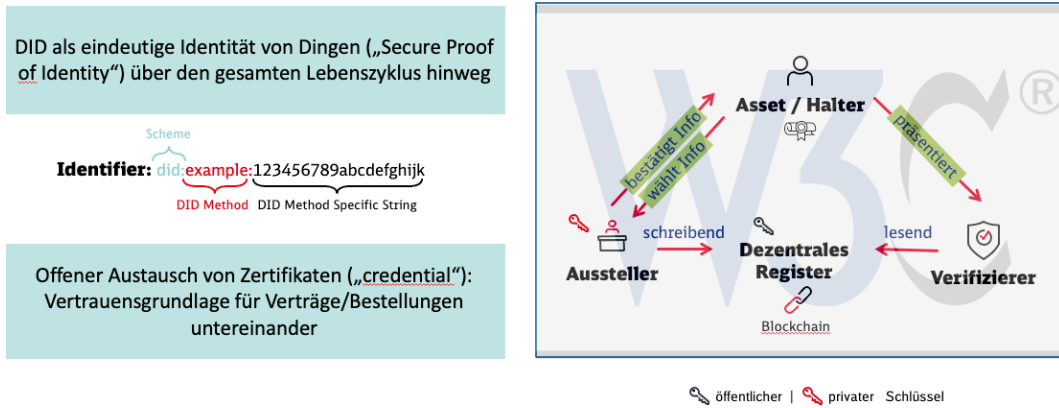 DID als eindeutige Identität von Dingen („Secure Proof
of Identity“) über den gesamten Lebenszyklus hinweg
Scheme
Identifier: did:example:123456789abcdefghijk
DID Method DID Method Specific String
Offener Austausch von Zertifikaten („credential“):
Vertrauensgrundlage für Verträge/Bestellungen
untereinander
W3C®
Asset / Halter
bestätigt Info
wählt Info
präsentiert
schreibend
lesend
Aussteller
Dezentrales
Register
Verifizierer
Blockchain
öffentlicher | privater Schlüssel